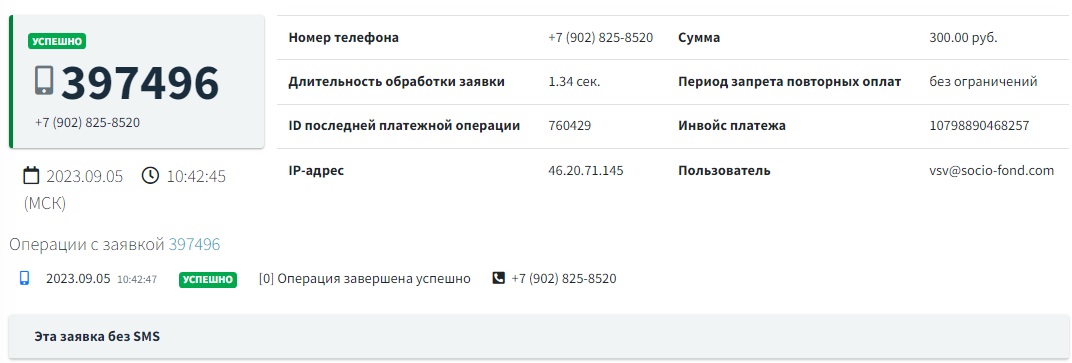 УСПЕШНО
397496
+7 (902) 825-8520
2023.09.05 10:42:45
(МСК)
Номер телефона +7 (902) 825-8520 Сумма 300.00 руб.
Длительность обработки заявки 1.34 сек. Период запрета повторных оплат без ограничений
ID последней платежной операции 760429 Инвойс платежа 10798890468257
IP-адрес 46.20.71.145 Пользователь vsv@socio-fond.com
Операции с заявкой 397496
2023.09.05 10:42:47 УСПЕШНО [0] Операция завершена успешно +7 (902) 825-8520
Эта заявка без SMS